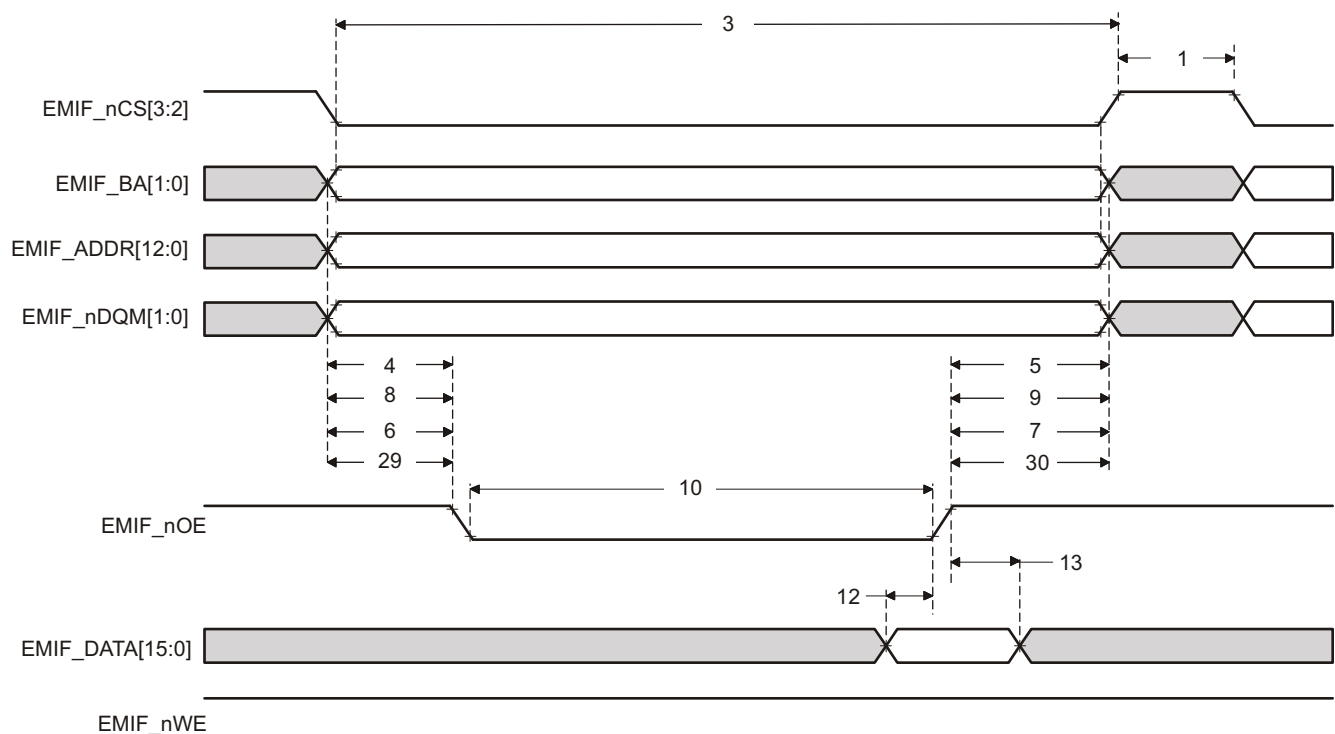 3
1
EMIF_nCS[3:2]
EMIF_BA[1:0]
EMIF_ADDR[12:0]
EMIF_nDQM[1:0]
4 5
8 9
6 7
29 30
10
EMIF_nOE
13
12
EMIF_DATA[15:0]
EMIF_nWE